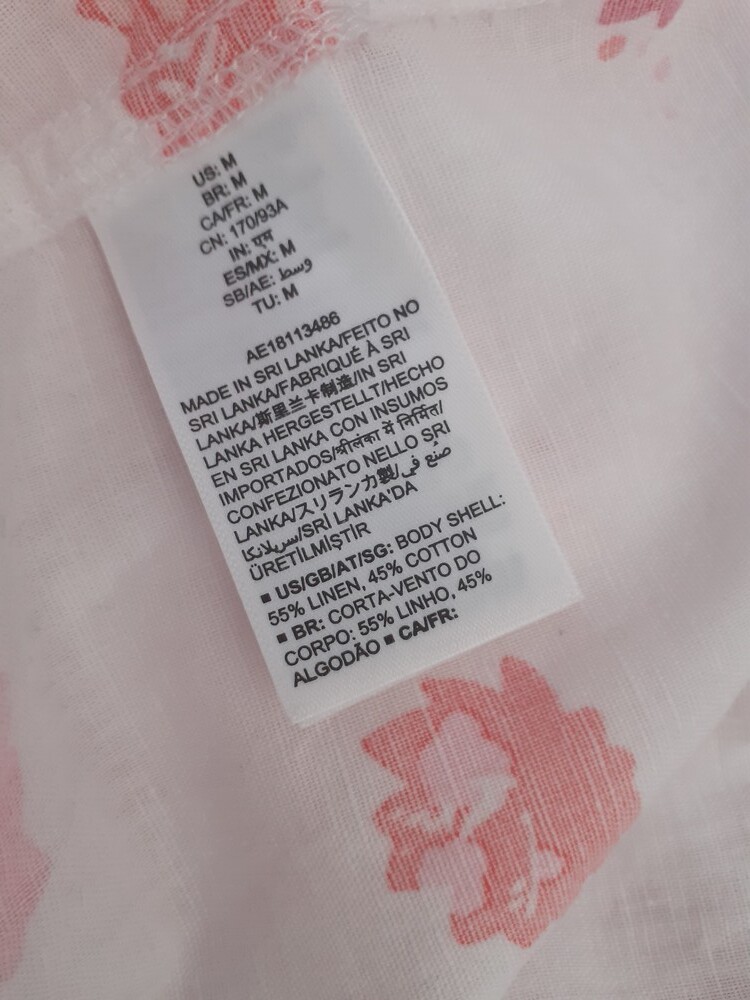 US: M
BR: M
CA/FR: M
CN: 170/93A
IN: एम
ES/MX: M
SB/AE: وسط
TU: M
AE18113486
MADE IN SRI LANKA/FEITO NO
SRI LANKA/FABRIQUÉ À SRI
LANKA/斯里兰卡制造/IN SRI
LANKA HERGESTELLT/HECHO
EN SRI LANKA CON INSUMOS
IMPORTADOS/श्रीलंका में निर्मित/
CONFEZIONATO NELLO SRI
LANKA/スリランカ製/صنع في
سريلانكا/SRİ LANKA'DA
ÜRETİLMİŞTİR
■ US/GB/AT/SG: BODY SHELL:
55% LINEN, 45% COTTON
■ BR: CORTA-VENTO DO
CORPO: 55% LINHO, 45%
ALGODÃO ■ CA/FR: